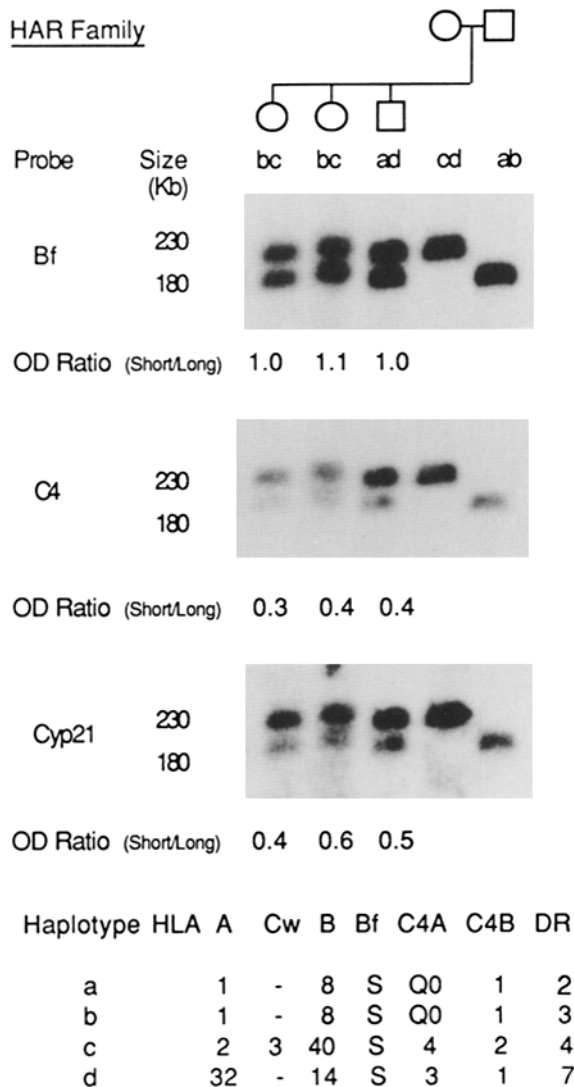 HAR Family
Probe Size (Kb) bc bc ad cd ab
Bf 230
180
OD Ratio (Short/Long) 1.0 1.1 1.0
C4 230
180
OD Ratio (Short/Long) 0.3 0.4 0.4
Cyp21 230
180
OD Ratio (Short/Long) 0.4 0.6 0.5
Haplotype HLA A Cw B Bf C4A C4B DR
a 1 - 8 S Q0 1 2
b 1 - 8 S Q0 1 3
c 2 3 40 S 4 2 4
d 32 - 14 S 3 1 7